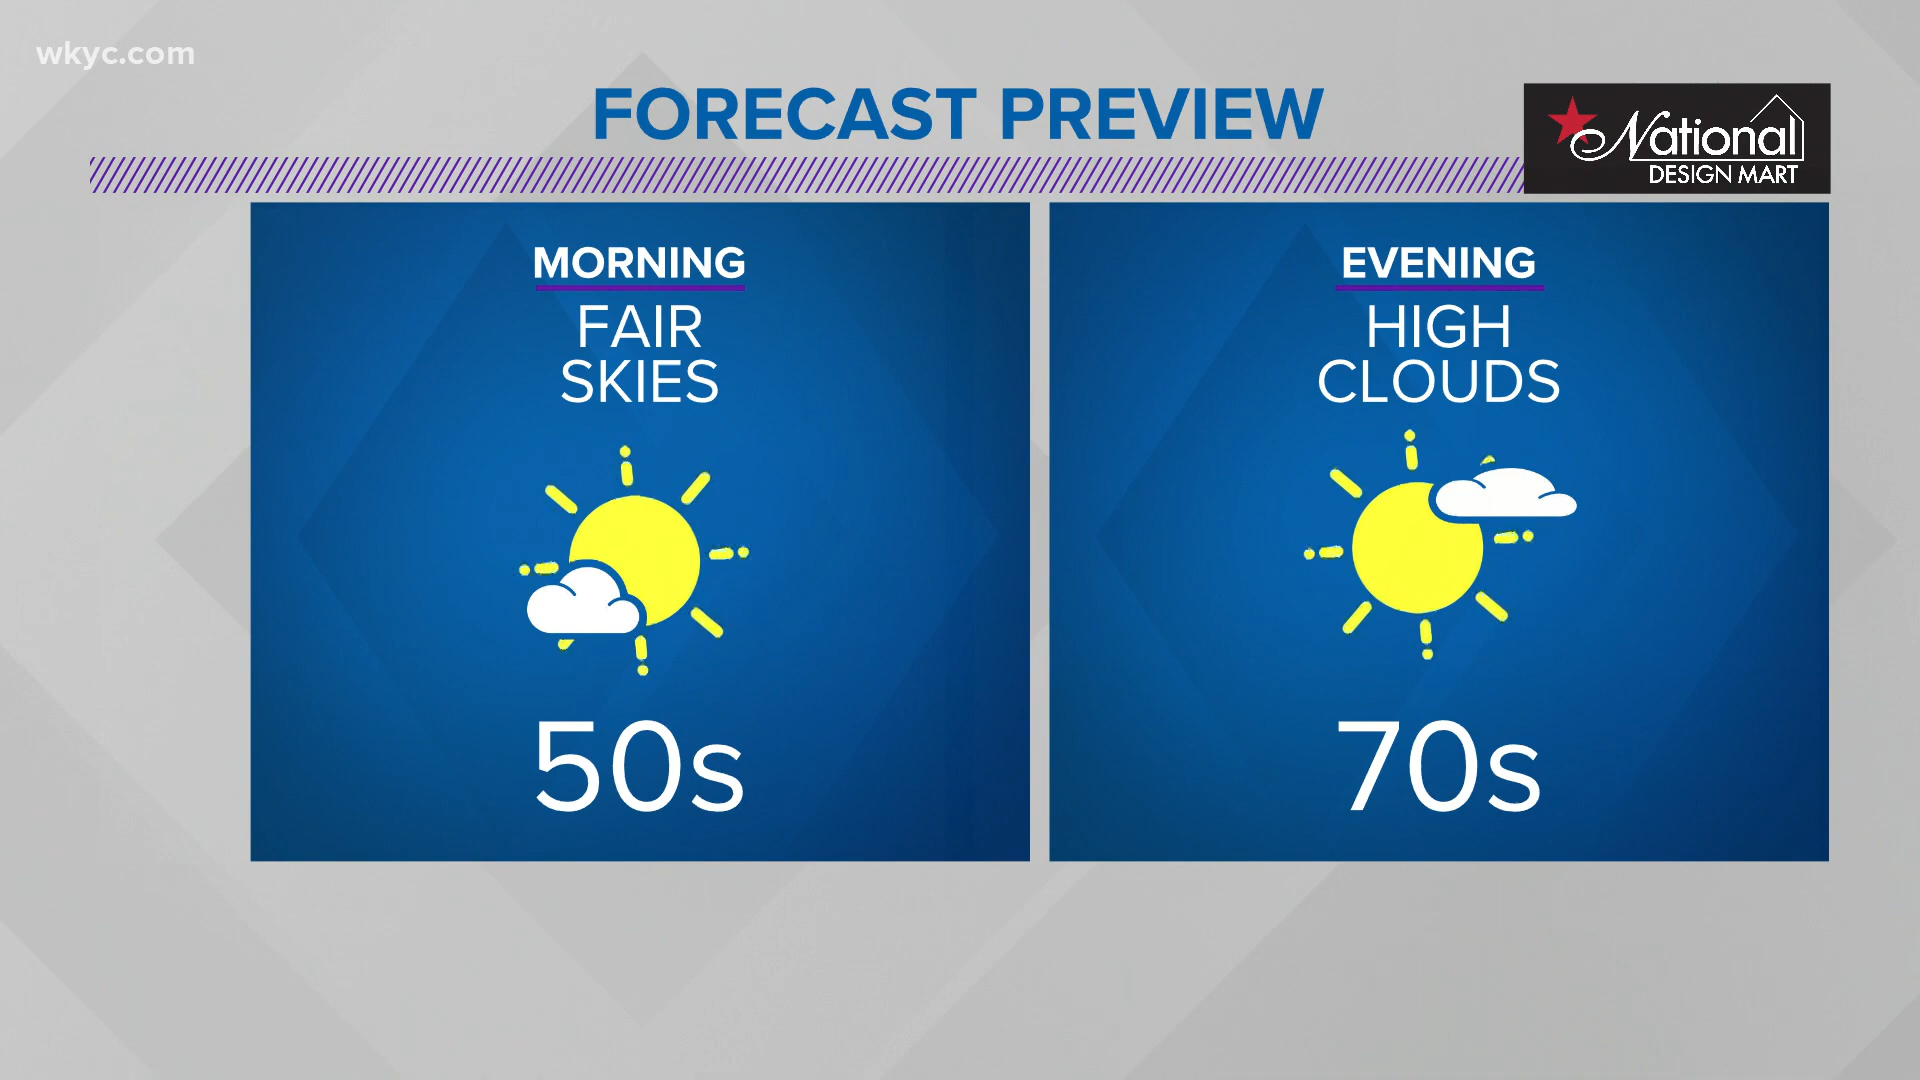 wkyc.com
FORECAST PREVIEW
National
DESIGN MART
MORNING
FAIR
SKIES
50s
EVENING
HIGH
CLOUDS
70s